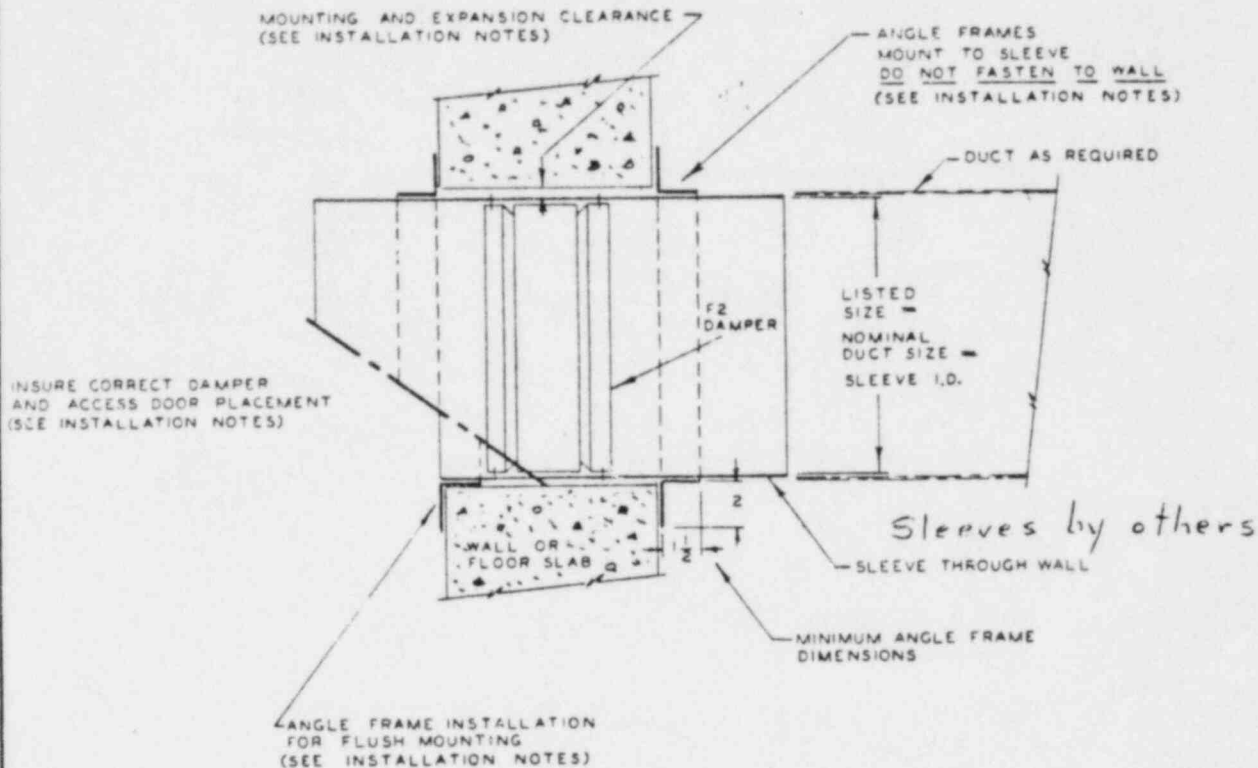 MOUNTING AND EXPANSION CLEARANCE
(SEE INSTALLATION NOTES)
ANGLE FRAMES
MOUNT TO SLEEVE
DO NOT FASTEN TO WALL
(SEE INSTALLATION NOTES)
DUCT AS REQUIRED
LISTED
SIZE =
NOMINAL
DUCT SIZE =
SLEEVE I.D.
F2
DAMPER
INSURE CORRECT DAMPER
AND ACCESS DOOR PLACEMENT
(SEE INSTALLATION NOTES)
2
1 1/2
Sleeves by others
WALL OR
FLOOR SLAB
SLEEVE THROUGH WALL
MINIMUM ANGLE FRAME
DIMENSIONS
ANGLE FRAME INSTALLATION
FOR FLUSH MOUNTING
(SEE INSTALLATION NOTES)